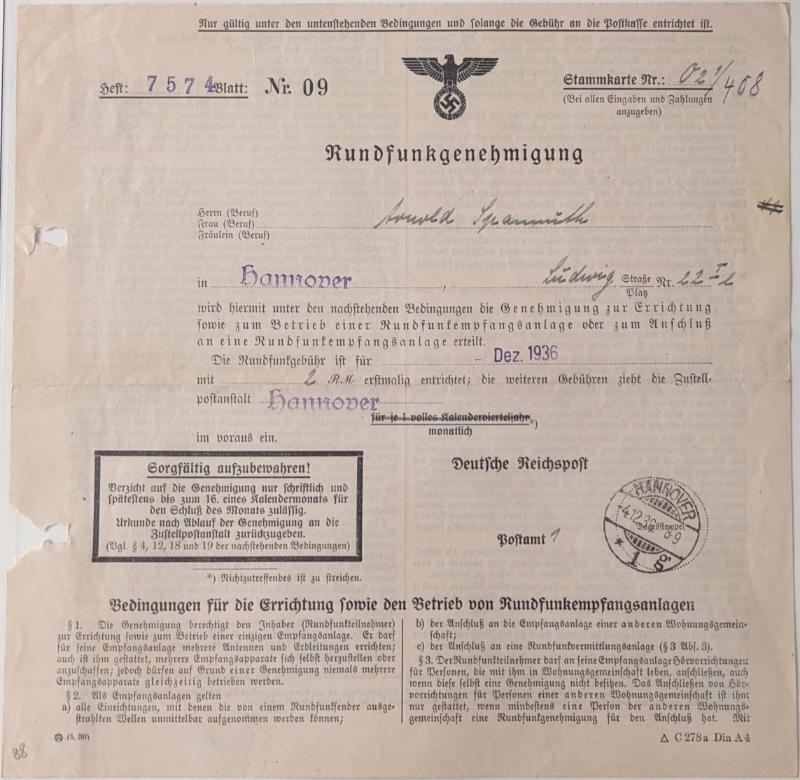 Nur gültig unter den untenstehenden Bedingungen und solange die Gebühr an die Postkasse entrichtet ist.
Heft: 7574 Blatt: Nr. 09
Stammkarte Nr.: 021/408
(Bei allen Eingaben und Zahlungen
anzugeben)
Rundfunkgenehmigung
Herrn (Beruf)
Frau (Beruf) Arnold Spanmuth
Fräulein (Beruf)
in Hannover, Ludwig Straße Nr. 22 I
Platz
wird hiermit unter den nachstehenden Bedingungen die Genehmigung zur Errichtung
sowie zum Betrieb einer Rundfunkempfangsanlage oder zum Anschluß
an eine Rundfunkempfangsanlage erteilt.
Die Rundfunkgebühr ist für - Dez. 1936
mit 2 RM erstmalig entrichtet; die weiteren Gebühren zieht die Zustell-
postanstalt Hannover
für je 1 volles Kalendervierteljahr *)
monatlich
im voraus ein.
Sorgfältig aufzubewahren!
Verzicht auf die Genehmigung nur schriftlich und
spätestens bis zum 16. eines Kalendermonats für
den Schluß des Monats zulässig.
Urkunde nach Ablauf der Genehmigung an die
Zustellpostanstalt zurückzugeben.
(Vgl. § 4, 12, 18 und 19 der nachstehenden Bedingungen)
Deutsche Reichspost
Postamt 1
HANNOVER
-4.12.36 8-9
Tagesstempel
* 1 g
*) Nichtzutreffendes ist zu streichen.
Bedingungen für die Errichtung sowie den Betrieb von Rundfunkempfangsanlagen
§ 1. Die Genehmigung berechtigt den Inhaber (Rundfunkteilnehmer)
zur Errichtung sowie zum Betrieb einer einzigen Empfangsanlage. Er darf
für seine Empfangsanlage mehrere Antennen und Erdleitungen errichten;
auch ist ihm gestattet, mehrere Empfangsapparate sich selbst herzustellen oder
anzuschaffen; jedoch dürfen auf Grund einer Genehmigung niemals mehrere
Empfangsapparate gleichzeitig betrieben werden.
§ 2. Als Empfangsanlagen gelten
a) alle Einrichtungen, mit denen die von einem Rundfunksender ausge-
strahlten Wellen unmittelbar aufgenommen werden können;
b) der Anschluß an die Empfangsanlage einer anderen Wohnungsgemein-
schaft;
c) der Anschluß an eine Rundfunkvermittlungsanlage (§ 3 Abs. 3).
§ 3. Der Rundfunkteilnehmer darf an seine Empfangsanlage Hörvorrichtungen
für Personen, die mit ihm in Wohnungsgemeinschaft leben, anschließen, auch
wenn diese selbst eine Genehmigung nicht besitzen. Das Anschließen von Hör-
vorrichtungen für Personen einer anderen Wohnungsgemeinschaft ist ihm
nur gestattet, wenn mindestens eine Person der anderen Wohnungs-
gemeinschaft eine Rundfunkgenehmigung für den Anschluß hat. Mit
(5. 36)
△ C 278a Din A4
88